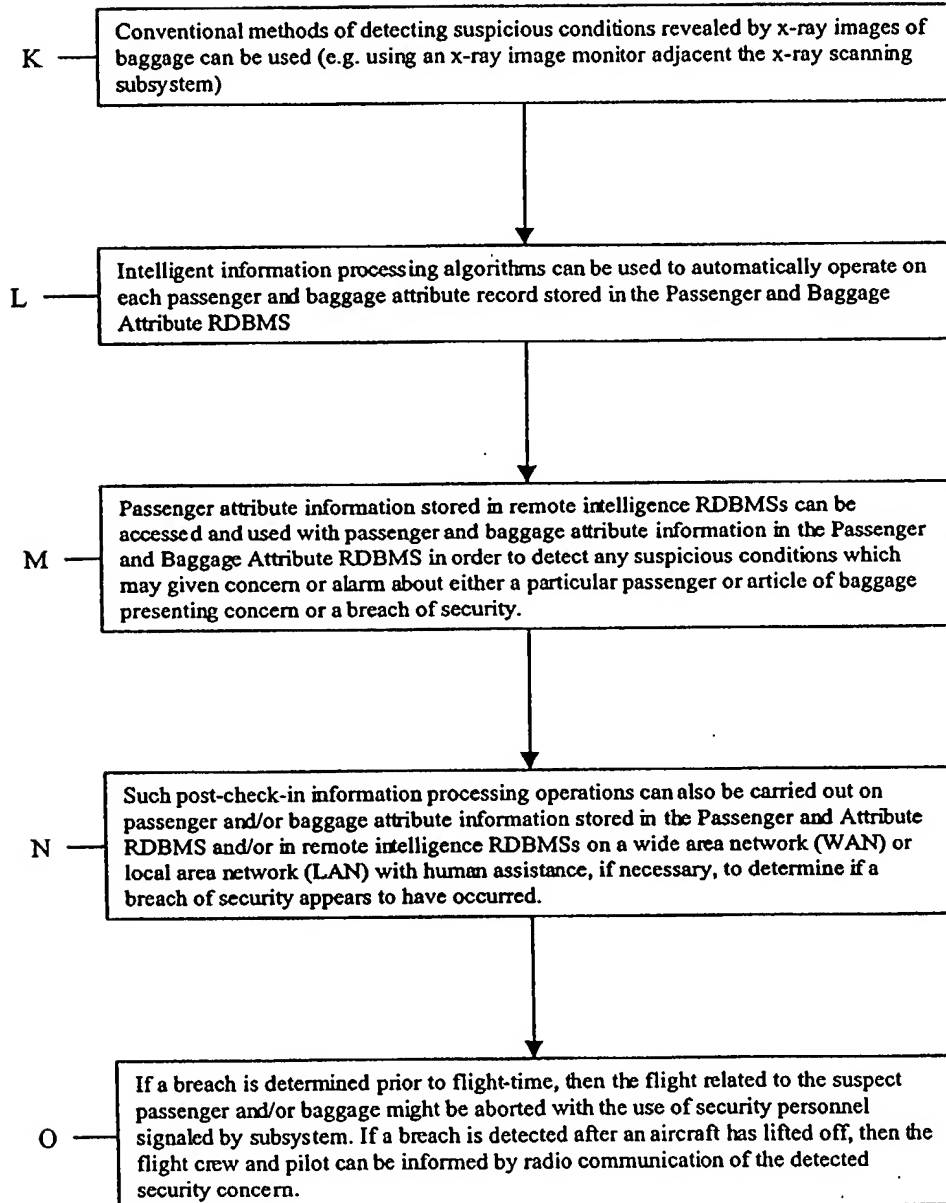 Conventional methods of detecting suspicious conditions revealed by x-ray images of
baggage can be used (e.g. using an x-ray image monitor adjacent the x-ray scanning
subsystem)
K
Intelligent information processing algorithms can be used to automatically operate on
each passenger and baggage attribute record stored in the Passenger and Baggage
Attribute RDBMS
L
Passenger attribute information stored in remote intelligence RDBMSs can be
accessed and used with passenger and baggage attribute information in the Passenger
and Baggage Attribute RDBMS in order to detect any suspicious conditions which
may given concern or alarm about either a particular passenger or article of baggage
presenting concern or a breach of security.
M
Such post-check-in information processing operations can also be carried out on
passenger and/or baggage attribute information stored in the Passenger and Attribute
RDBMS and/or in remote intelligence RDBMSs on a wide area network (WAN) or
local area network (LAN) with human assistance, if necessary, to determine if a
breach of security appears to have occurred.
N
If a breach is determined prior to flight-time, then the flight related to the suspect
passenger and/or baggage might be aborted with the use of security personnel
signaled by subsystem. If a breach is detected after an aircraft has lifted off, then the
flight crew and pilot can be informed by radio communication of the detected
security concern.
O